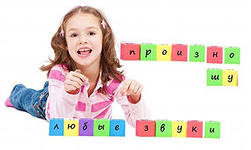 произно
шу
любые звуки